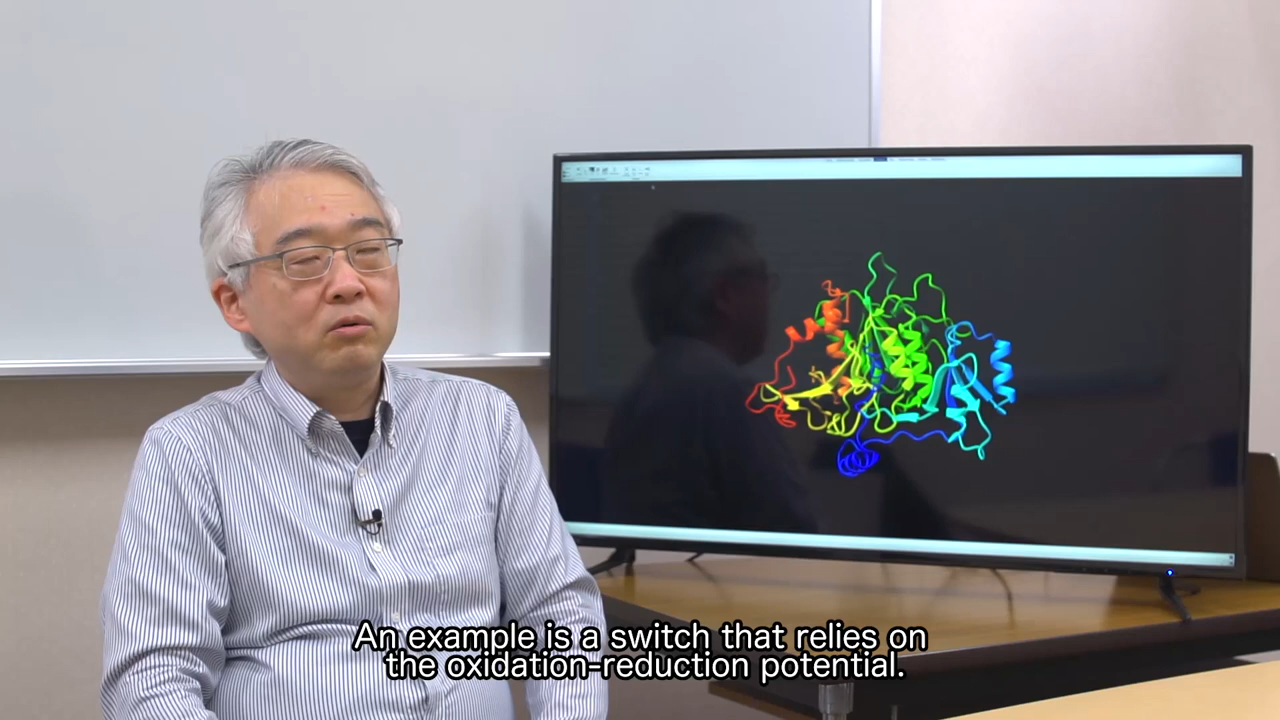 An example is a switch that relies on
the oxidation-reduction potential.